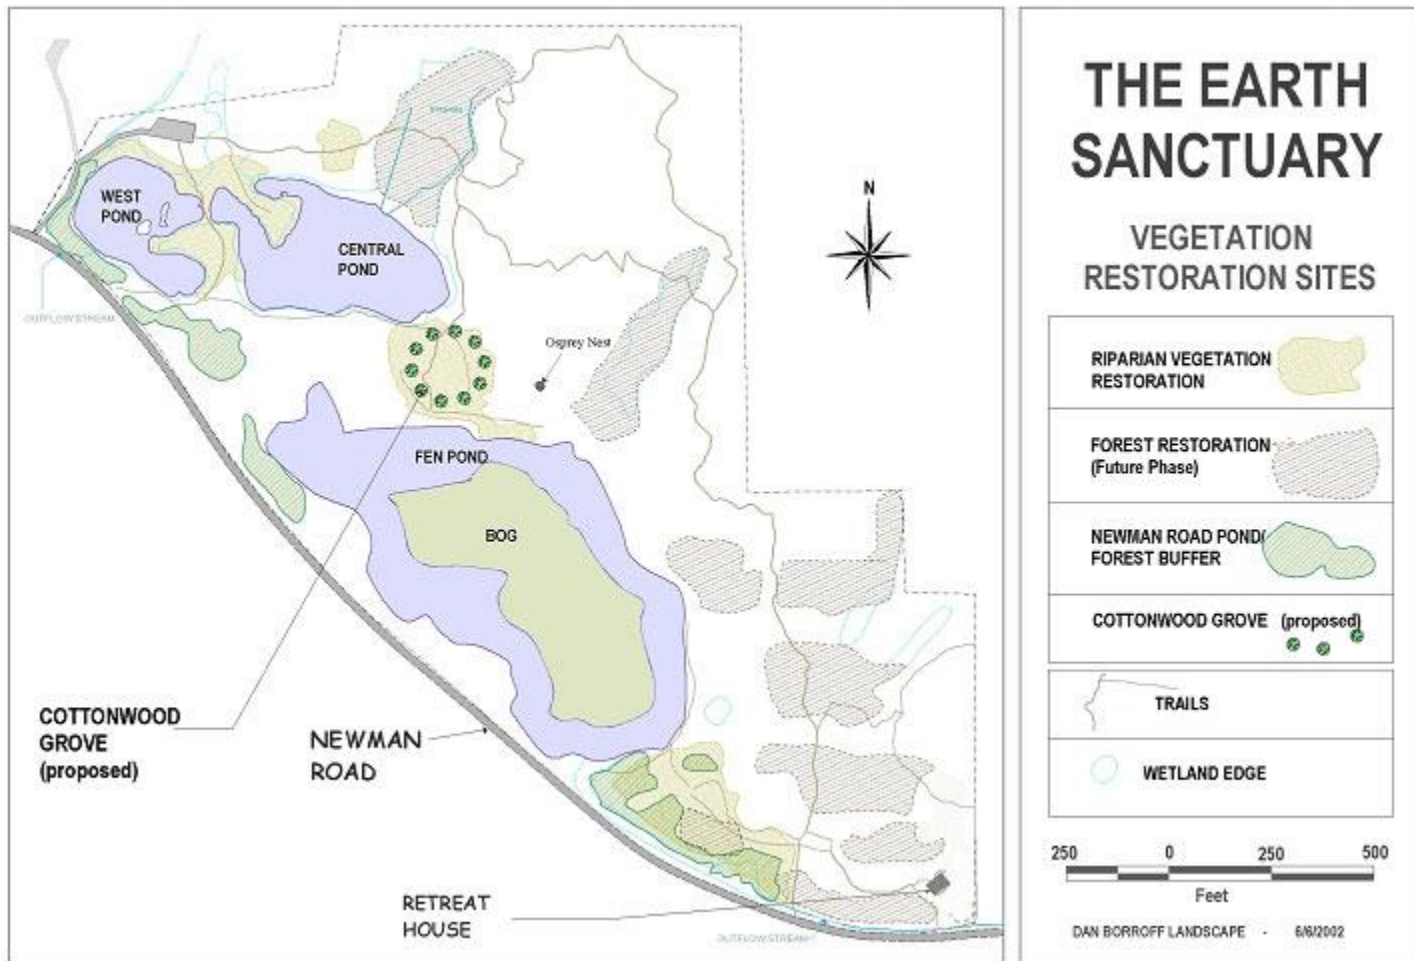 WEST
POND
CENTRAL
POND
OUTFLOW STREAM
Osprey Nest
FEN POND
BOG
COTTONWOOD
GROVE
(proposed)
NEWMAN
ROAD
RETREAT
HOUSE
OUTFLOW STREAM
N
THE EARTH
SANCTUARY
VEGETATION
RESTORATION SITES
RIPARIAN VEGETATION
RESTORATION
FOREST RESTORATION
(Future Phase)
NEWMAN ROAD POND/
FOREST BUFFER
COTTONWOOD GROVE (proposed)
TRAILS
WETLAND EDGE
250 0 250 500
Feet
DAN BORROFF LANDSCAPE - 6/6/2002